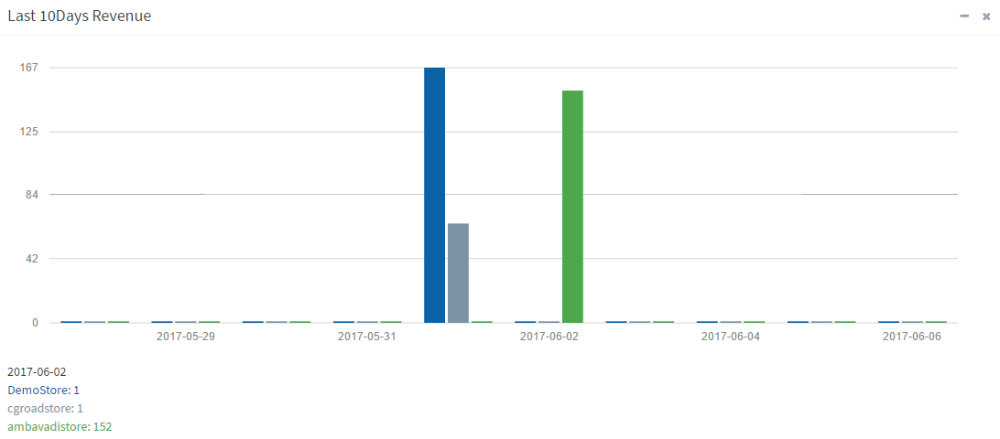 Last 10Days Revenue
167
125
84
42
0
2017-05-29 2017-05-31 2017-06-02 2017-06-04 2017-06-06
2017-06-02
DemoStore: 1
cgroadstore: 1
ambavadistore: 152